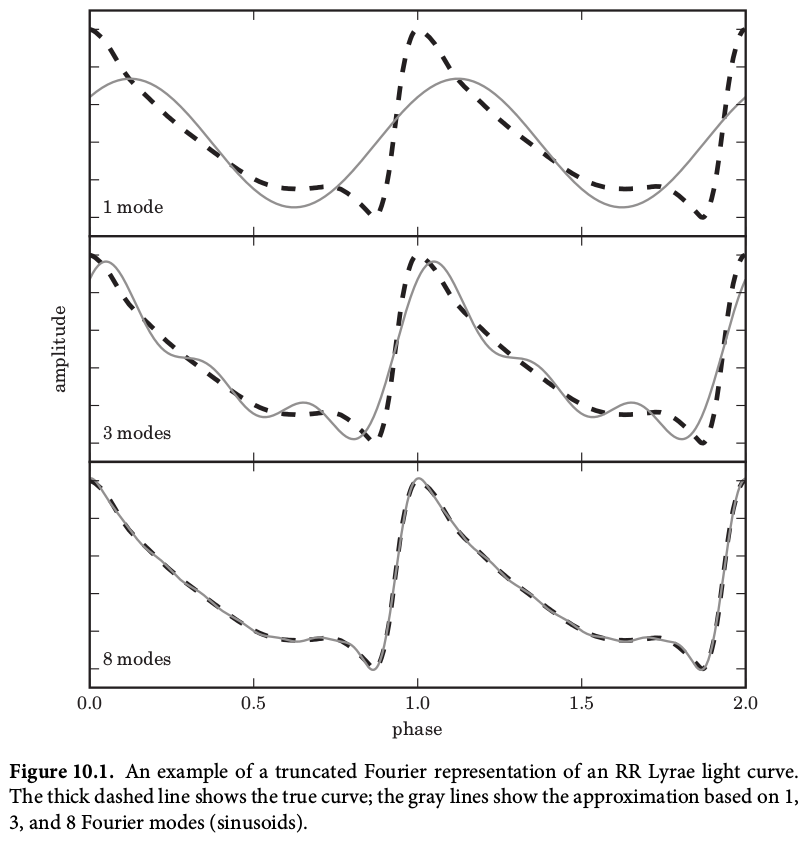 1 mode
amplitude
3 modes
8 modes
0.0 0.5 1.0 1.5 2.0
phase
Figure 10.1. An example of a truncated Fourier representation of an RR Lyrae light curve.
The thick dashed line shows the true curve; the gray lines show the approximation based on 1,
3, and 8 Fourier modes (sinusoids).